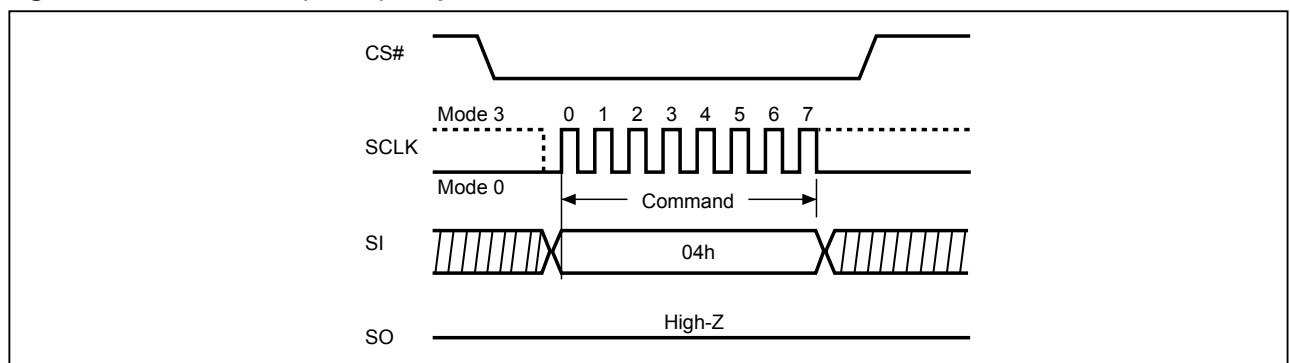 CS#
Mode 3 0 1 2 3 4 5 6 7
SCLK
Mode 0
Command
SI
04h
High-Z
SO